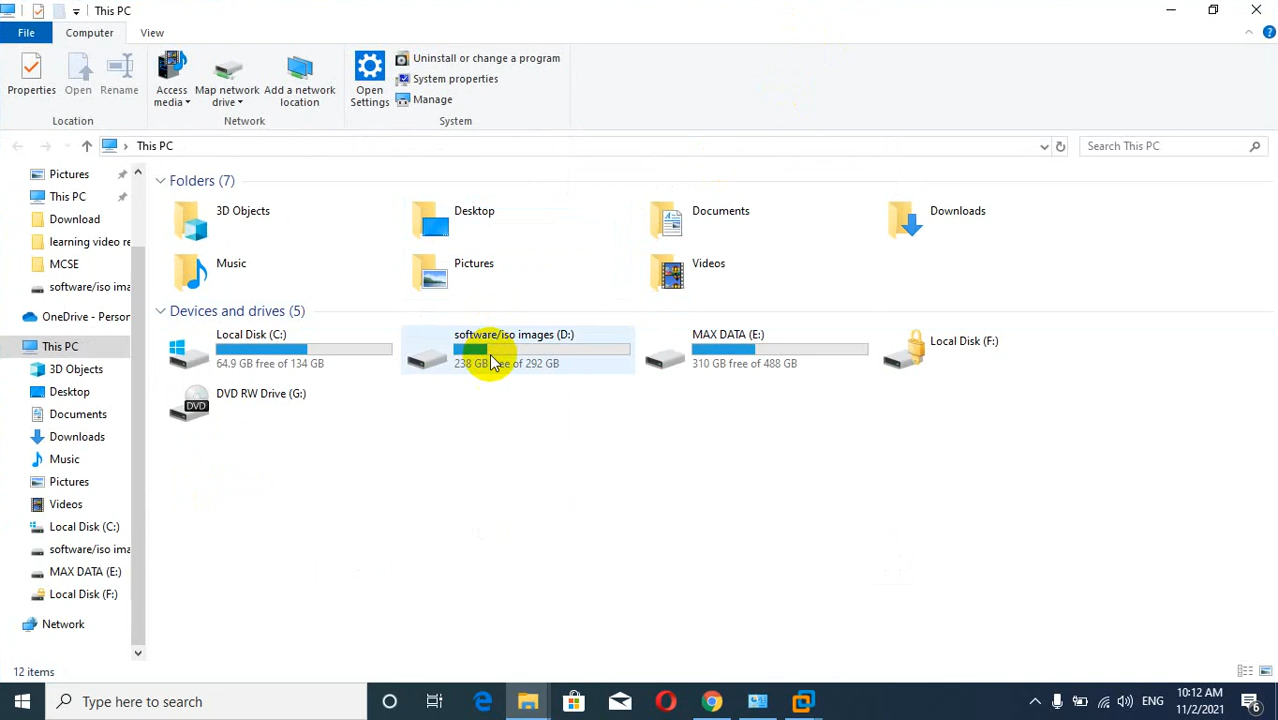 This PC
File Computer View
Properties Open Rename Access media Map network drive Add a network location Open Settings Uninstall or change a program
System properties
Manage
Location Network System
This PC Search This PC
Pictures
This PC
Download
learning video re
MCSE
software/iso ima
OneDrive - Person
This PC
3D Objects
Desktop
Documents
Downloads
Music
Pictures
Videos
Local Disk (C:)
software/iso ima
MAX DATA (E:)
Local Disk (F:)
Network
Folders (7)
3D Objects Desktop Documents Downloads
Music Pictures Videos
Devices and drives (5)
Local Disk (C:)
64.9 GB free of 134 GB
software/iso images (D:)
238 GB free of 292 GB
MAX DATA (E:)
310 GB free of 488 GB
Local Disk (F:)
DVD RW Drive (G:)
DVD
12 items
Type here to search
ENG
10:12 AM
11/2/2021
6